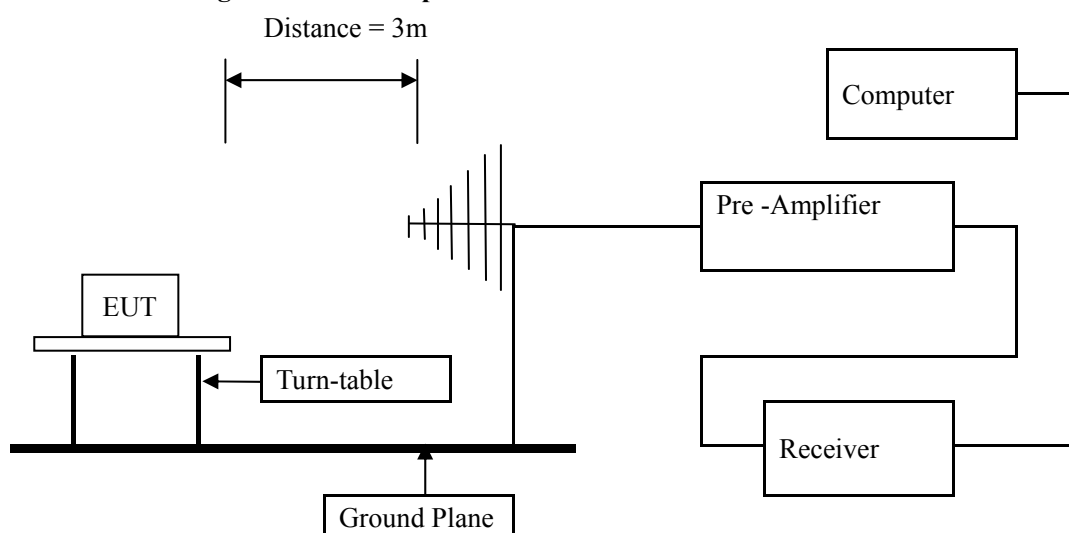 Distance = 3m
Computer
Pre -Amplifier
EUT
Turn-table
Receiver
Ground Plane